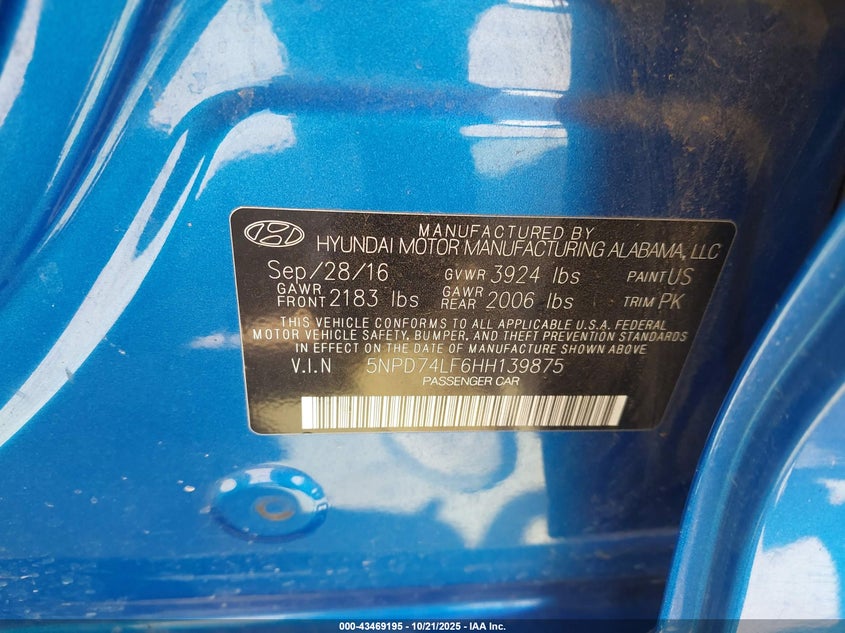 MANUFACTURED BY
HYUNDAI MOTOR MANUFACTURING ALABAMA, LLC
Sep/28/16 GVWR 3924 lbs PAINT US
GAWR FRONT 2183 lbs GAWR REAR 2006 lbs TRIM PK
THIS VEHICLE CONFORMS TO ALL APPLICABLE U.S.A. FEDERAL
MOTOR VEHICLE SAFETY, BUMPER, AND THEFT PREVENTION STANDARDS
IN EFFECT ON THE DATE OF MANUFACTURE SHOWN ABOVE
V.I.N 5NPD74LF6HH139875
PASSENGER CAR
000-43469195 - 10/21/2025 - IAA Inc.